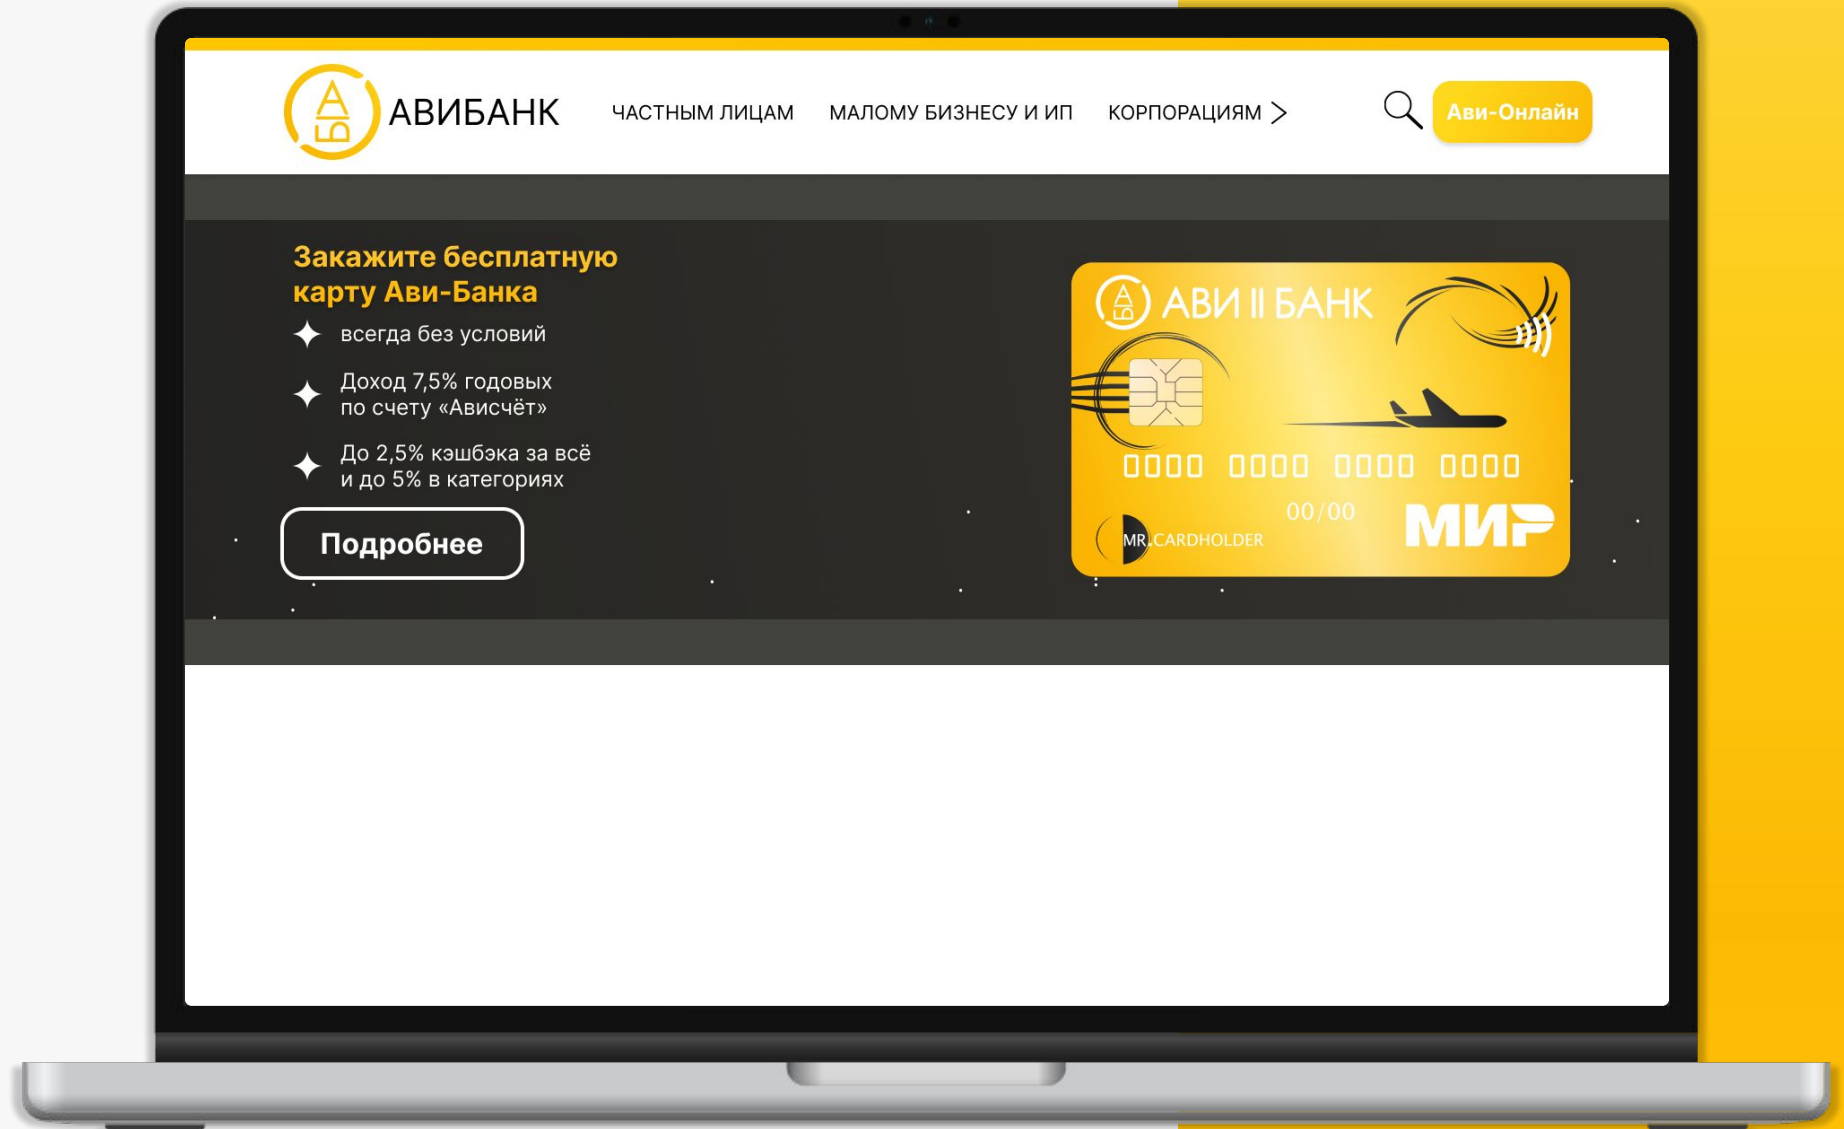 АБ
АВИБАНК
ЧАСТНЫМ ЛИЦАМ
МАЛОМУ БИЗНЕСУ И ИП
КОРПОРАЦИЯМ
Ави-Онлайн
Закажите бесплатную
карту Ави-Банка
всегда без условий
Доход 7,5% годовых
по счету «Ависчёт»
До 2,5% кэшбэка за всё
и до 5% в категориях
Подробнее
АБ
АВИ II БАНК
0000 0000 0000 0000
00/00
MR.CARDHOLDER
МИР